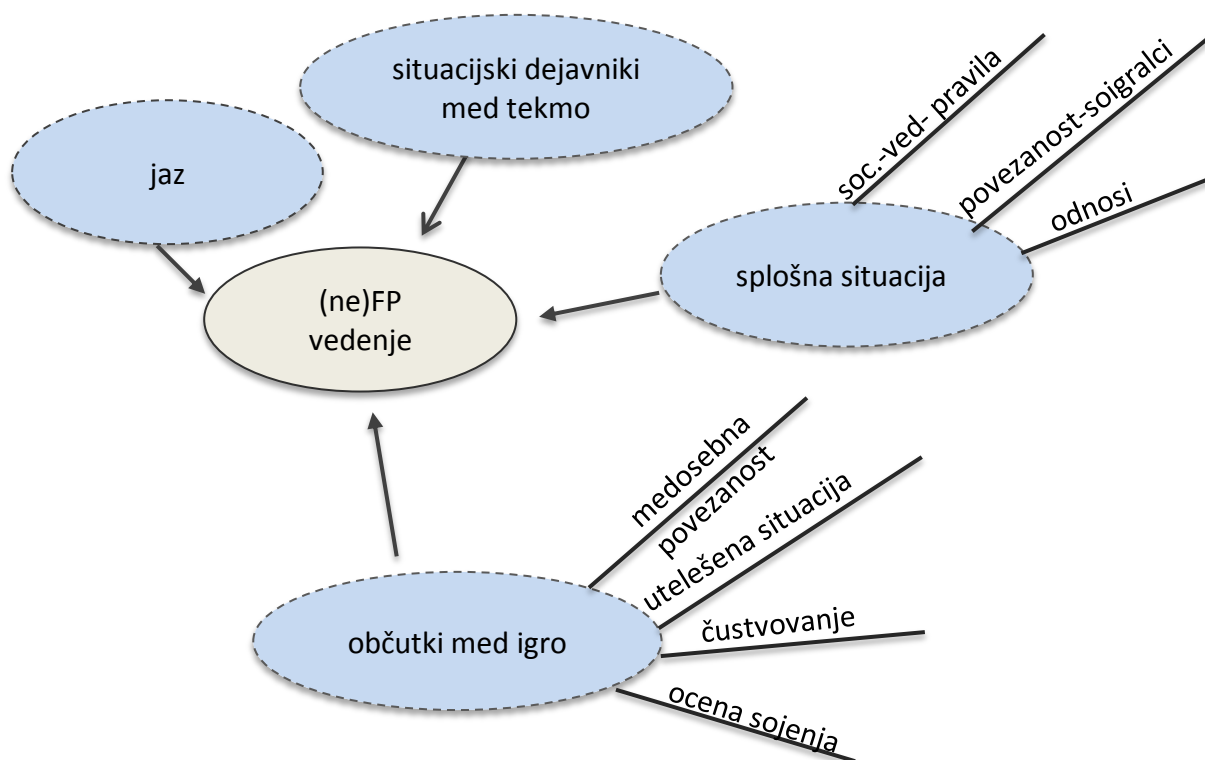 situacijski dejavniki
med tekmo
jaz
soc.-ved- pravila
povezanost-soigralci
odnosi
splošna situacija
(ne)FP
vedenje
medosebna
povezanost
utelešena situacija
čustvovanje
občutki med igro
ocena sojenja